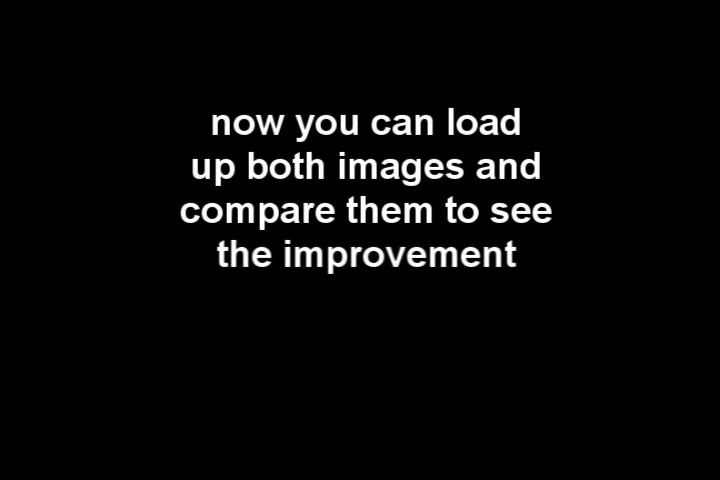 now you can load
up both images and
compare them to see
the improvement